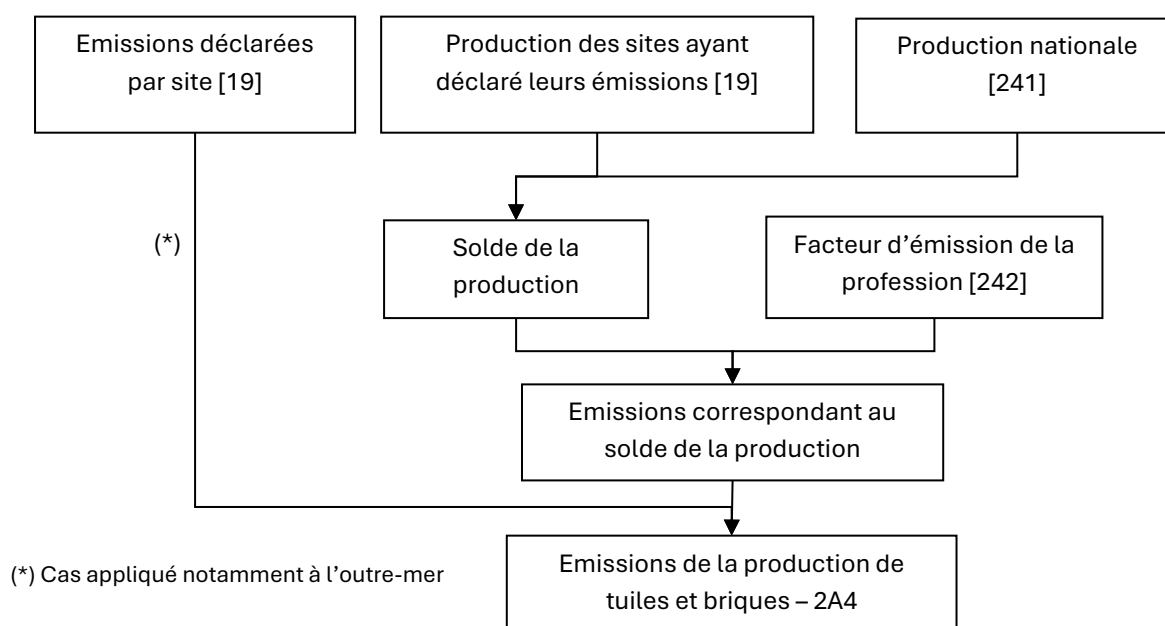 Emissions déclarées
par site [19]
Production des sites ayant
déclaré leurs émissions [19]
Production nationale
[241]
(*)
Solde de la
production
Facteur d’émission de la
profession [242]
Emissions correspondant au
solde de la production
(*) Cas appliqué notamment à l’outre-mer
Emissions de la production de
tuiles et briques – 2A4